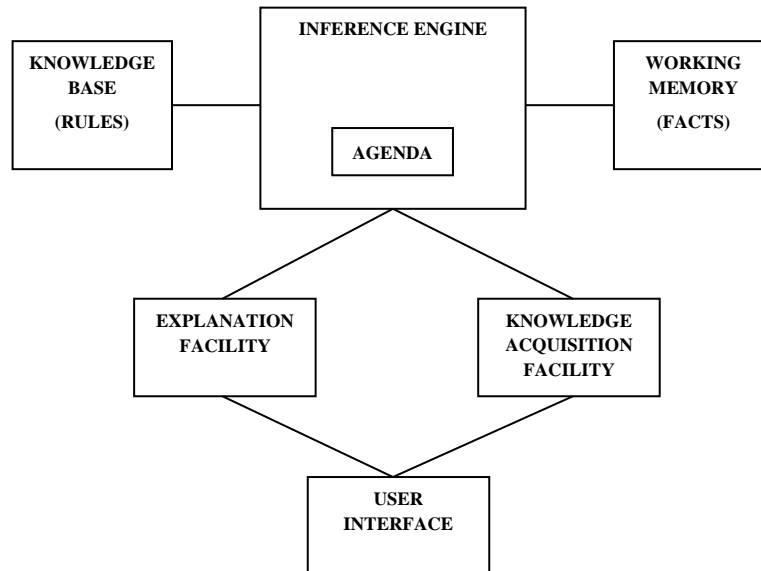 INFERENCE ENGINE
KNOWLEDGE
BASE
(RULES)
WORKING
MEMORY
(FACTS)
AGENDA
EXPLANATION
FACILITY
KNOWLEDGE
ACQUISITION
FACILITY
USER
INTERFACE